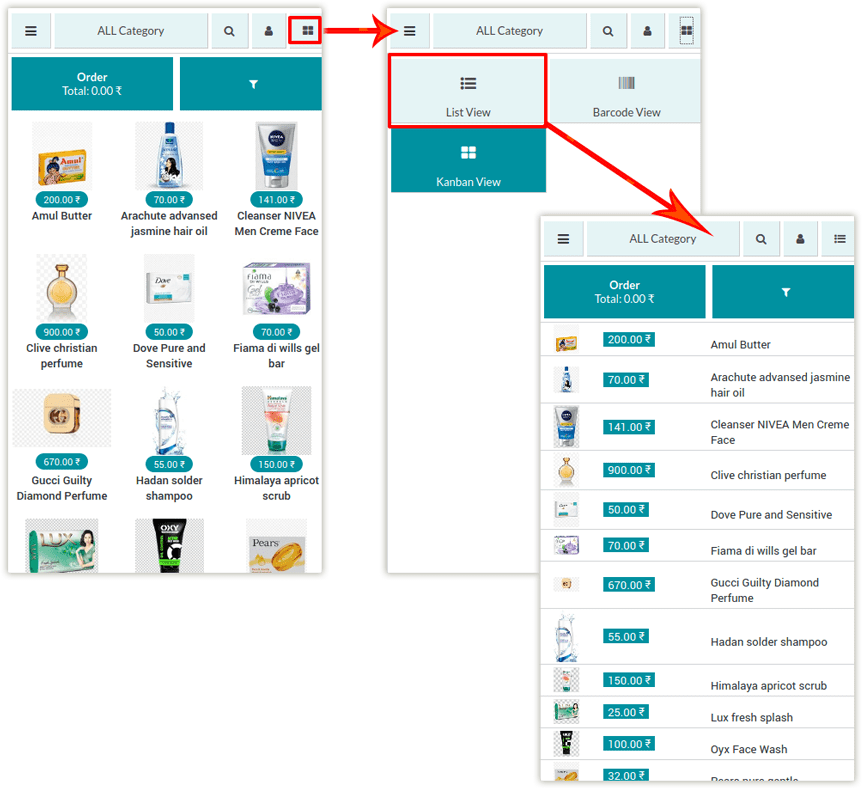 ALL Category
Order
Total: 0.00 ₹
Amul
200.00 ₹
Amul Butter
70.00 ₹
Arachute advansed
jasmine hair oil
NIVEA
MEN
141.00 ₹
Cleanser NIVEA
Men Creme Face
900.00 ₹
Clive christian
perfume
Dove
50.00 ₹
Dove Pure and
Sensitive
FIAMA
DI WILLS
70.00 ₹
Fiama di wills gel
bar
670.00 ₹
Gucci Guilty
Diamond Perfume
55.00 ₹
Hadan solder
shampoo
Himalaya
150.00 ₹
Himalaya apricot
scrub
LUX
OXY
Pears
ALL Category
List View
Barcode View
Kanban View
ALL Category
Order
Total: 0.00 ₹
200.00 ₹ Amul Butter
70.00 ₹ Arachute advansed jasmine
hair oil
141.00 ₹ Cleanser NIVEA Men Creme
Face
900.00 ₹ Clive christian perfume
50.00 ₹ Dove Pure and Sensitive
70.00 ₹ Fiama di wills gel bar
670.00 ₹ Gucci Guilty Diamond
Perfume
55.00 ₹ Hadan solder shampoo
150.00 ₹ Himalaya apricot scrub
25.00 ₹ Lux fresh splash
100.00 ₹ Oyx Face Wash
32.00 ₹ Pears pure gentle